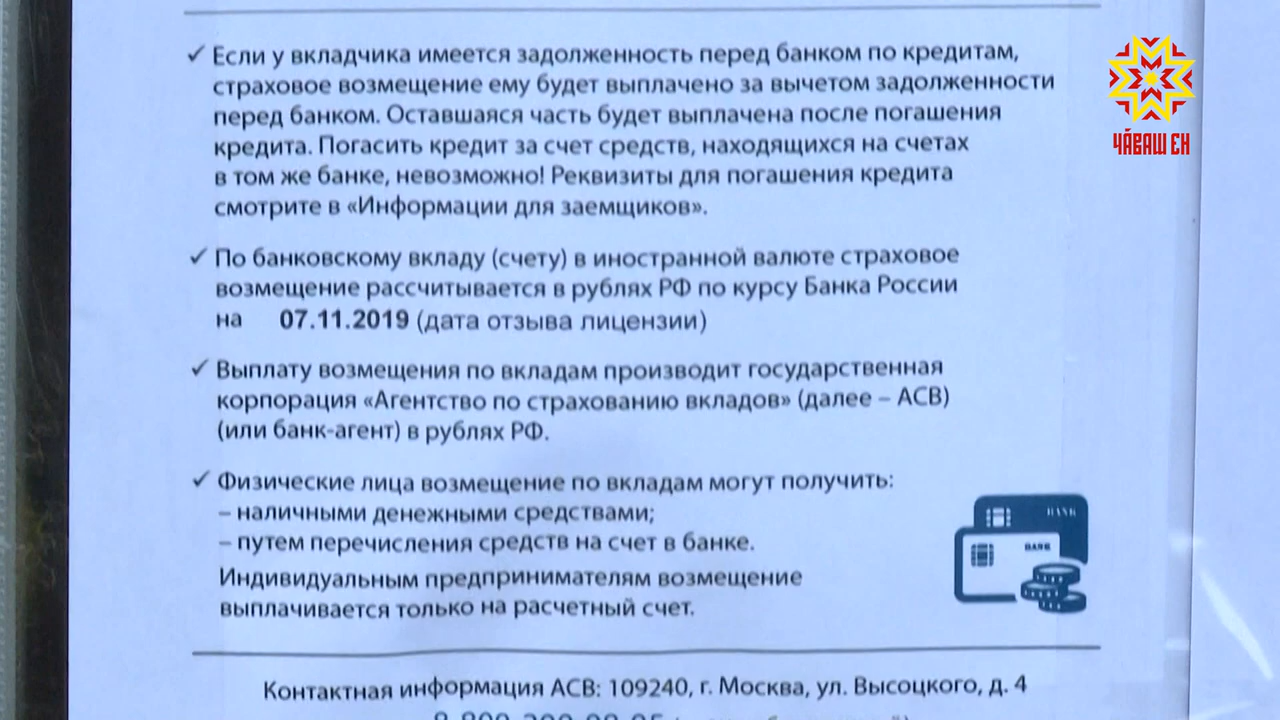 ✓ Если у вкладчика имеется задолженность перед банком по кредитам,
страховое возмещение ему будет выплачено за вычетом задолженности
перед банком. Оставшаяся часть будет выплачена после погашения
кредита. Погасить кредит за счет средств, находящихся на счетах
в том же банке, невозможно! Реквизиты для погашения кредита
смотрите в «Информации для заемщиков».
✓ По банковскому вкладу (счету) в иностранной валюте страховое
возмещение рассчитывается в рублях РФ по курсу Банка России
на 07.11.2019 (дата отзыва лицензии)
✓ Выплату возмещения по вкладам производит государственная
корпорация «Агентство по страхованию вкладов» (далее – АСВ)
(или банк-агент) в рублях РФ.
✓ Физические лица возмещение по вкладам могут получить:
– наличными денежными средствами;
– путем перечисления средств на счет в банке.
Индивидуальным предпринимателям возмещение
выплачивается только на расчетный счет.
Контактная информация АСВ: 109240, г. Москва, ул. Высоцкого, д. 4
ЧӐВАШ ЕН
BANK
BANK